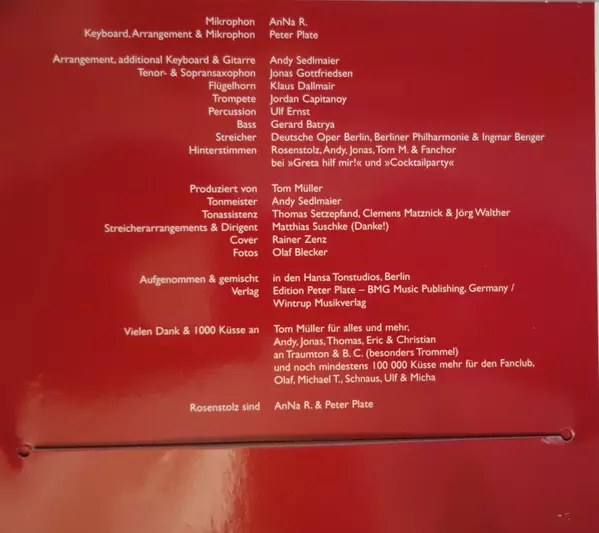 Mikrophon AnNa R.
Keyboard, Arrangement & Mikrophon Peter Plate
Arrangement, additional Keyboard & Gitarre Andy Sedlmaier
Tenor- & Sopransaxophon Jonas Gottfriedsen
Flügelhorn Klaus Dallmair
Trompete Jordan Capitanoy
Percussion Ulf Ernst
Bass Gerard Batrya
Streicher Deutsche Oper Berlin, Berliner Philharmonie & Ingmar Benger
Hinterstimmen Rosenstolz, Andy, Jonas, Tom M. & Fanchor
bei »Greta hilf mir!« und »Cocktailparty«
Produziert von Tom Müller
Tonmeister Andy Sedlmaier
Tonassistenz Thomas Setzepfand, Clemens Matznick & Jörg Walther
Streicherarrangements & Dirigent Matthias Suschke (Danke!)
Cover Rainer Zenz
Fotos Olaf Blecker
Aufgenommen & gemischt in den Hansa Tonstudios, Berlin
Verlag Edition Peter Plate – BMG Music Publishing, Germany /
Wintrup Musikverlag
Vielen Dank & 1000 Küsse an Tom Müller für alles und mehr,
Andy, Jonas, Thomas, Eric & Christian
an Traumton & B. C. (besonders Trommel)
und noch mindestens 100 000 Küsse mehr für den Fanclub,
Olaf, Michael T., Schnaus, Ulf & Micha
Rosenstolz sind AnNa R. & Peter Plate